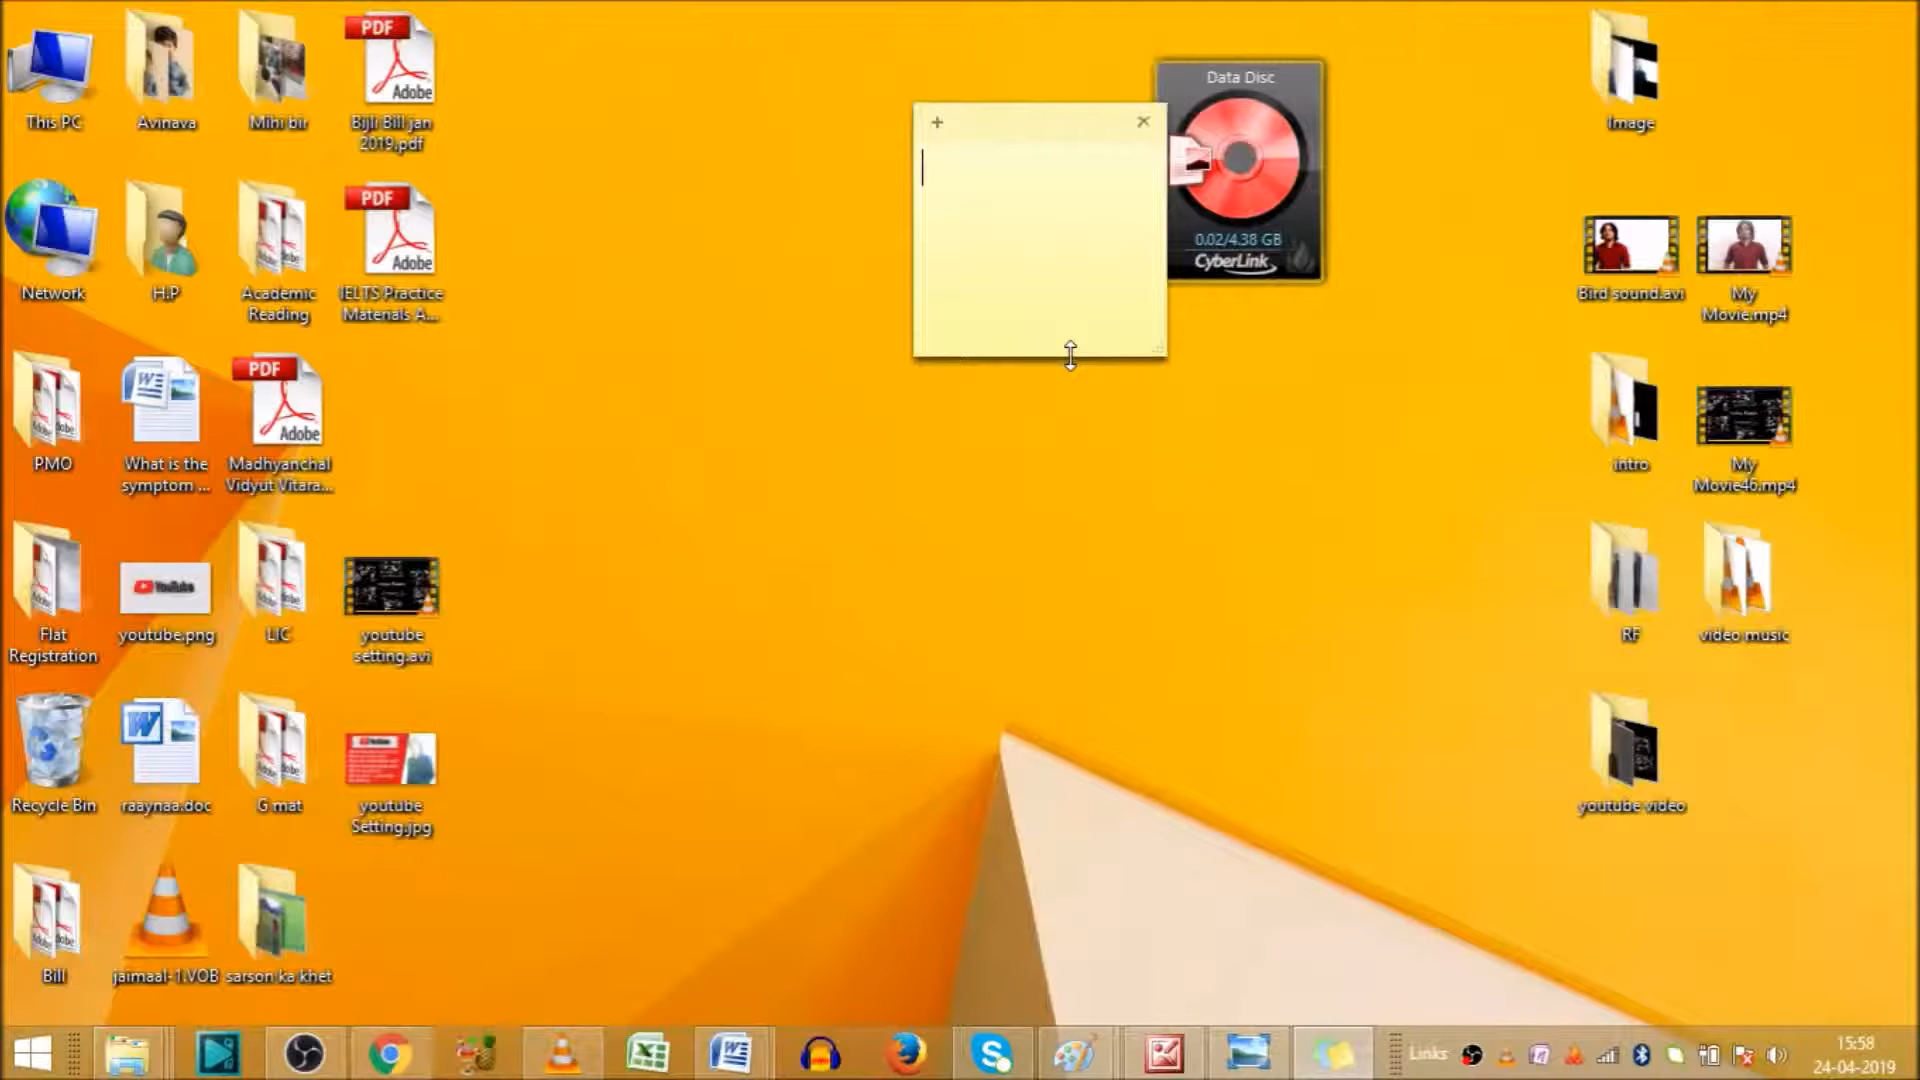 This PC
Avinava
Mihi bir
Bijli Bill jan
2019.pdf
Network
H.P
Academic
Reading
IELTS Practice
Materials A...
PMO
What is the
symptom ...
Madhyanchal
Vidyut Vitara...
Flat
Registration
youtube.png
LIC
youtube
setting.avi
Recycle Bin
raaynaa.doc
G mat
youtube
Setting.jpg
Bill
jaimaal-1.VOB
sarson ka khet
PDF
Adobe
PDF
Adobe
PDF
Adobe
YouTube
Data Disc
0.02/4.38 GB
CyberLink
Image
Bird sound.avi
My
Movie.mp4
intro
My
Movie46.mp4
RF
video music
youtube video
Links
15:58
24-04-2019